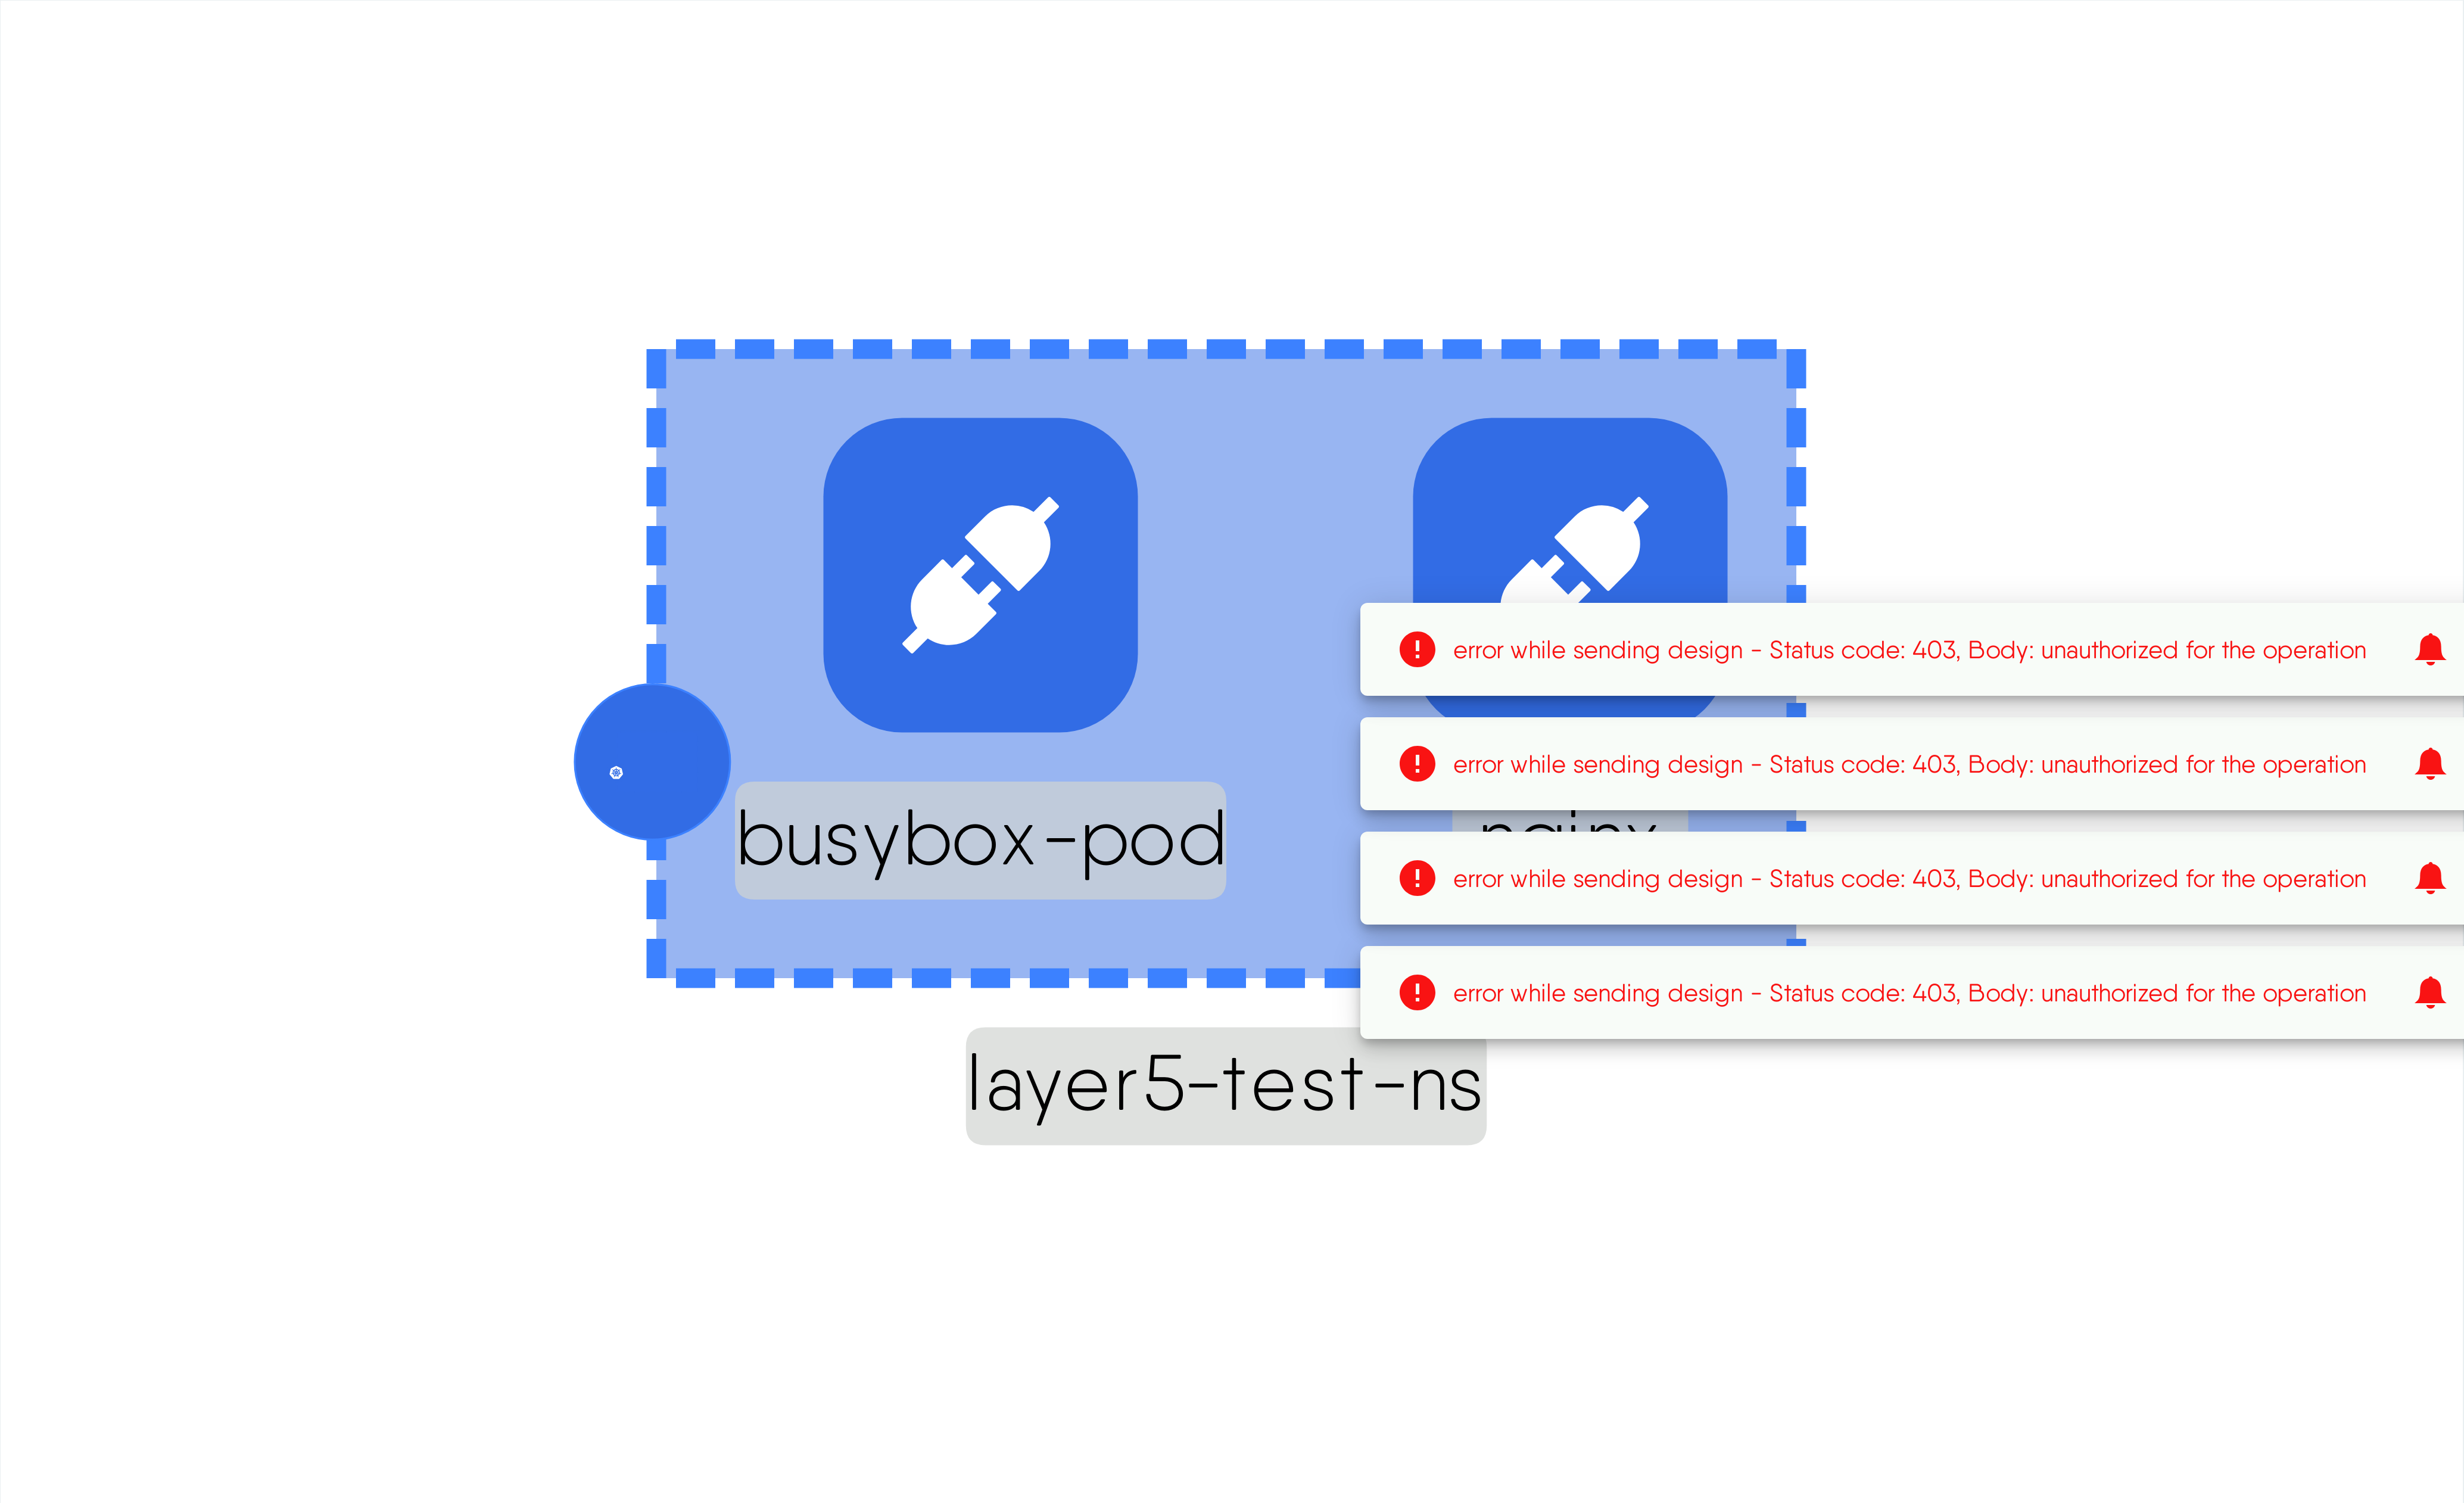 error while sending design - Status code: 403, Body: unauthorized for the operation
error while sending design - Status code: 403, Body: unauthorized for the operation
busybox-pod
error while sending design - Status code: 403, Body: unauthorized for the operation
error while sending design - Status code: 403, Body: unauthorized for the operation
layer5-test-ns